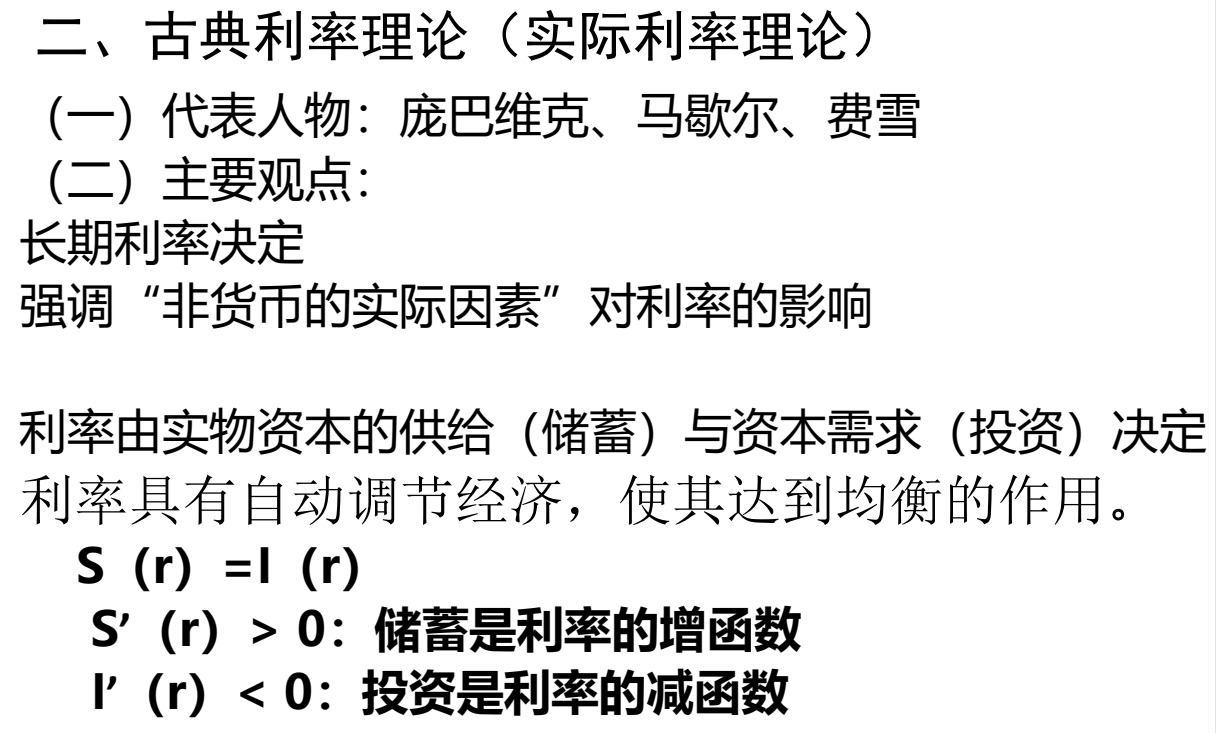 二、古典利率理论（实际利率理论）
（一）代表人物：庞巴维克、马歇尔、费雪
（二）主要观点：
长期利率决定
强调“非货币的实际因素”对利率的影响
利率由实物资本的供给（储蓄）与资本需求（投资）决定
利率具有自动调节经济，使其达到均衡的作用。
S（r）=I（r）
S’（r）> 0：储蓄是利率的增函数
I’（r）< 0：投资是利率的减函数